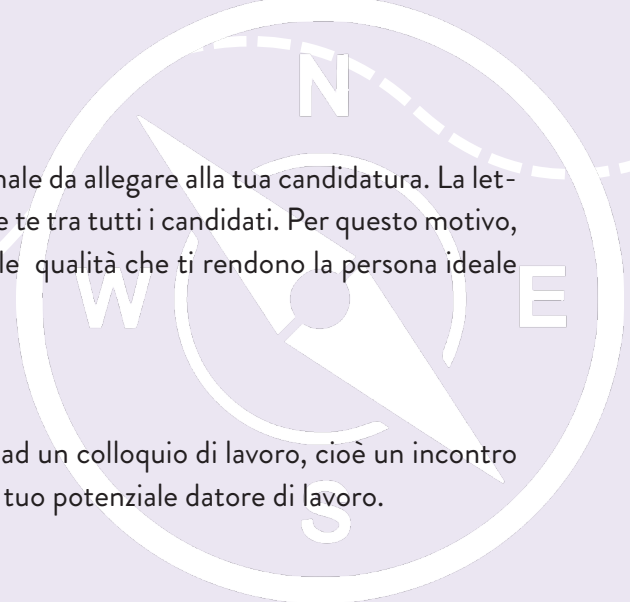 N
nale da allegare alla tua candidatura. La let-
e te tra tutti i candidati. Per questo motivo,
le  qualità che ti rendono la persona ideale
W
E
ad un colloquio di lavoro, cioè un incontro
tuo potenziale datore di lavoro.
S